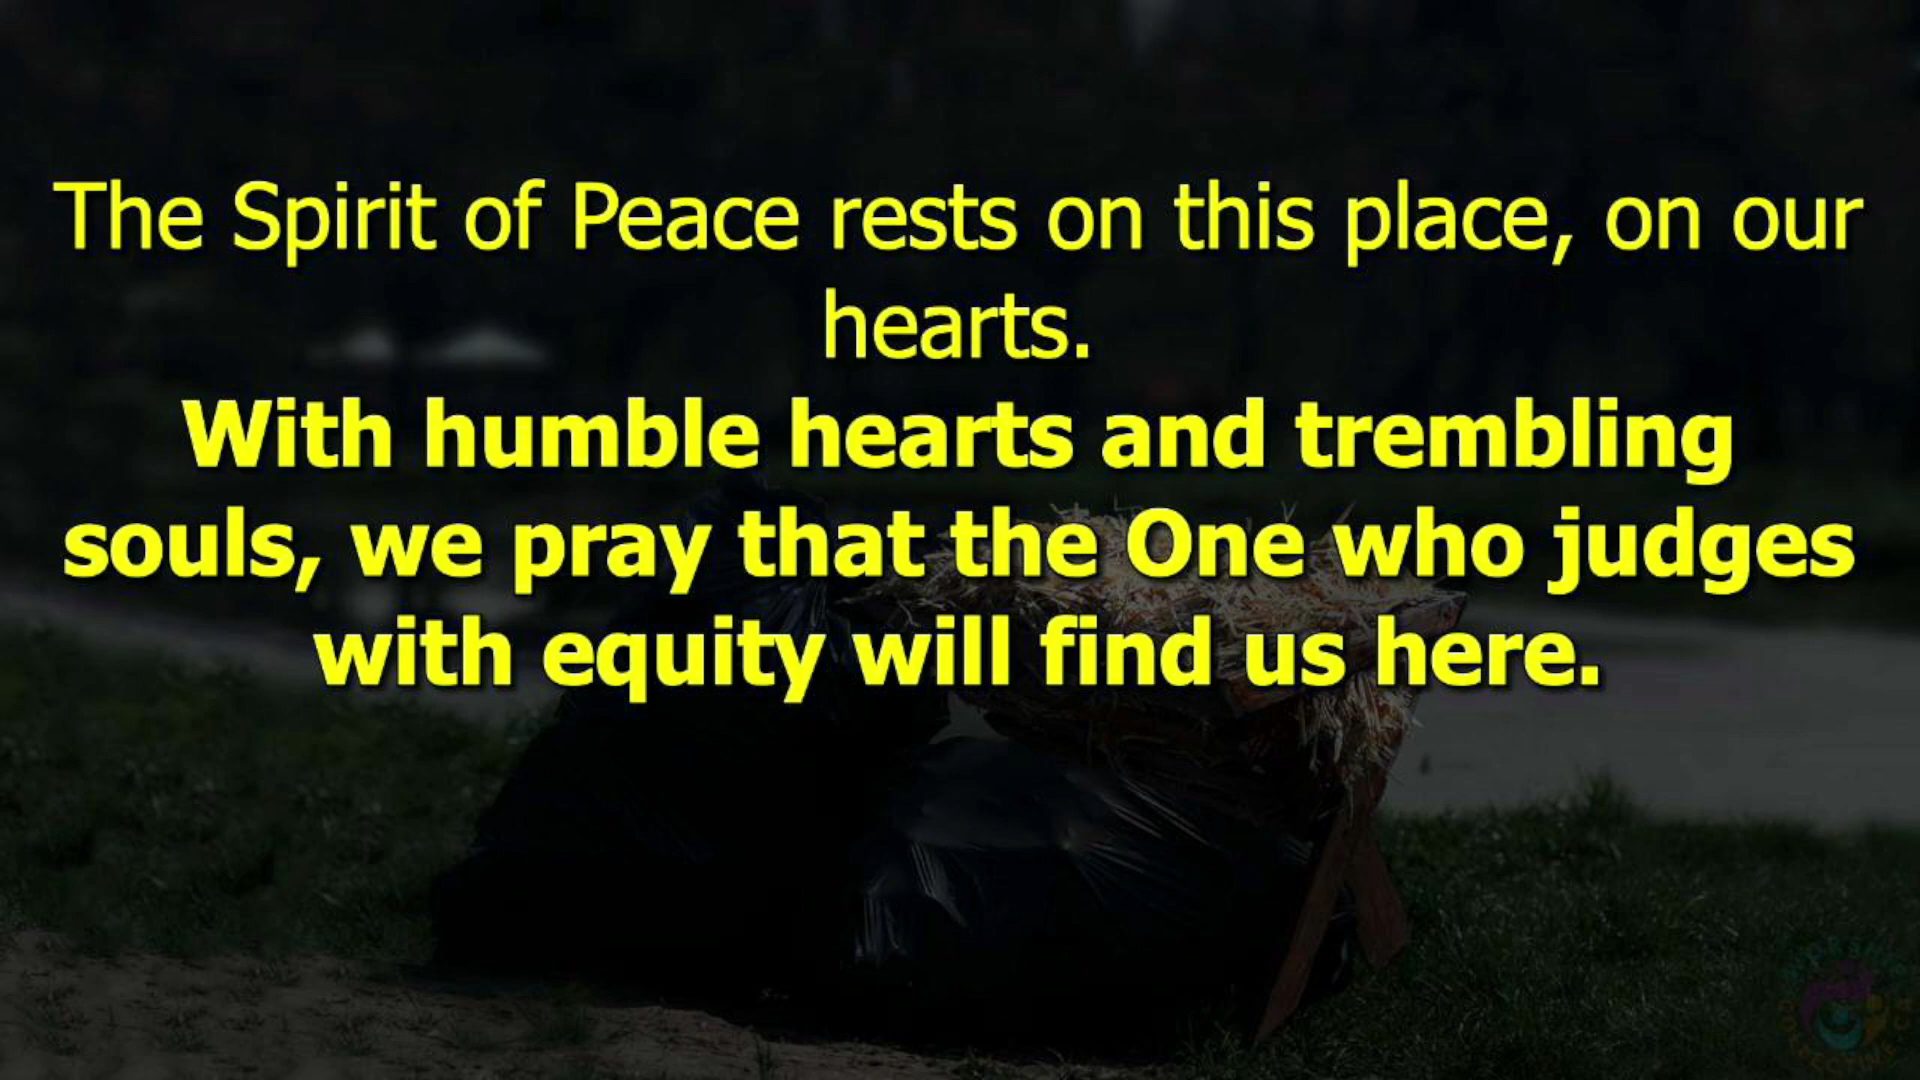 The Spirit of Peace rests on this place, on our
hearts.
With humble hearts and trembling
souls, we pray that the One who judges
with equity will find us here.